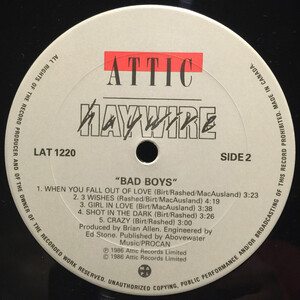 ATTIC
haywire
HAYWIRE
LAT 1220
SIDE 2
"BAD BOYS"
1. WHEN YOU FALL OUT OF LOVE (Birt/Rashed/MacAusland) 3:23
2. 3 WISHES (Rashed/Birt/MacAusland) 4:19
3. GIRL IN LOVE (Birt/MacAusland) 3:38
4. SHOT IN THE DARK (Birt/Rashed) 3:51
5. CRAZY (Birt/Rashed) 3:54
Produced by Brian Allen. Engineered by
Ed Stone. Published by Abovewater
Music/PROCAN
℗ 1986 Attic Records Limited
© 1986 Attic Records Limited
ALL RIGHTS OF THE RECORD PRODUCER AND OF THE OWNER OF THE RECORDED WORK RESERVED. UNAUTHORIZED COPYING, PUBLIC PERFORMANCE AND/OR BROADCASTING OF THIS RECORD PROHIBITED. MADE IN CANADA.